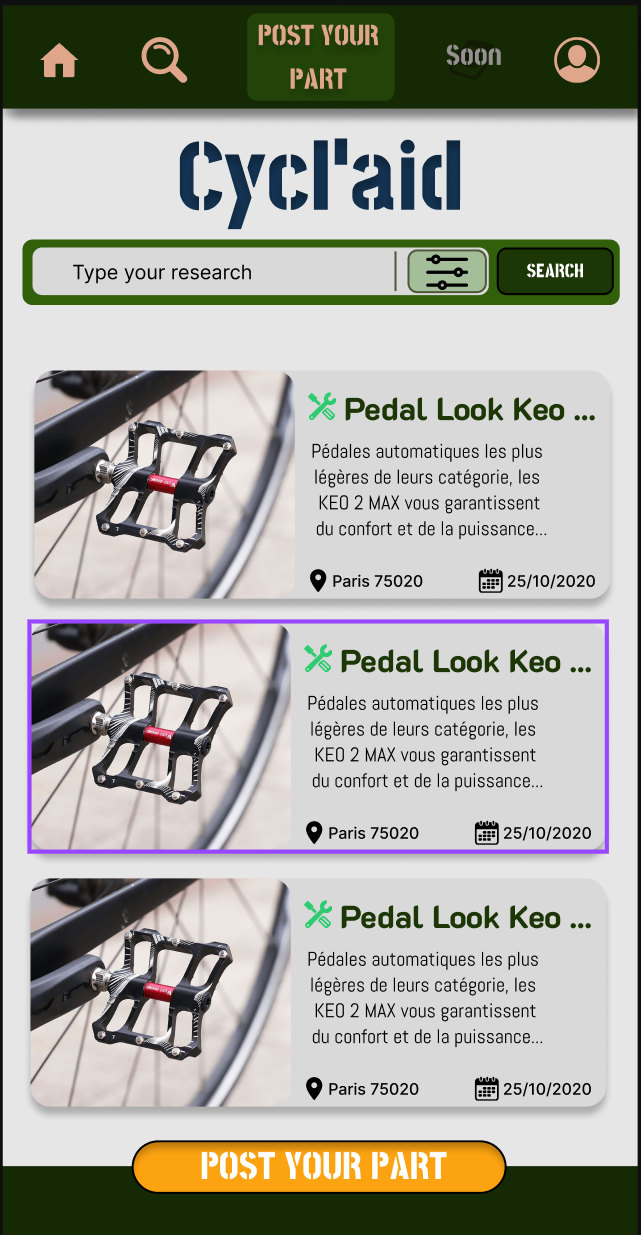 POST YOUR
PART
Soon
Cycl'aid
Type your research
SEARCH
Pedal Look Keo ...
Pédales automatiques les plus
légères de leurs catégorie, les
KEO 2 MAX vous garantissent
du confort et de la puissance...
Paris 75020
25/10/2020
Pedal Look Keo ...
Pédales automatiques les plus
légères de leurs catégorie, les
KEO 2 MAX vous garantissent
du confort et de la puissance...
Paris 75020
25/10/2020
Pedal Look Keo ...
Pédales automatiques les plus
légères de leurs catégorie, les
KEO 2 MAX vous garantissent
du confort et de la puissance...
Paris 75020
25/10/2020
POST YOUR PART